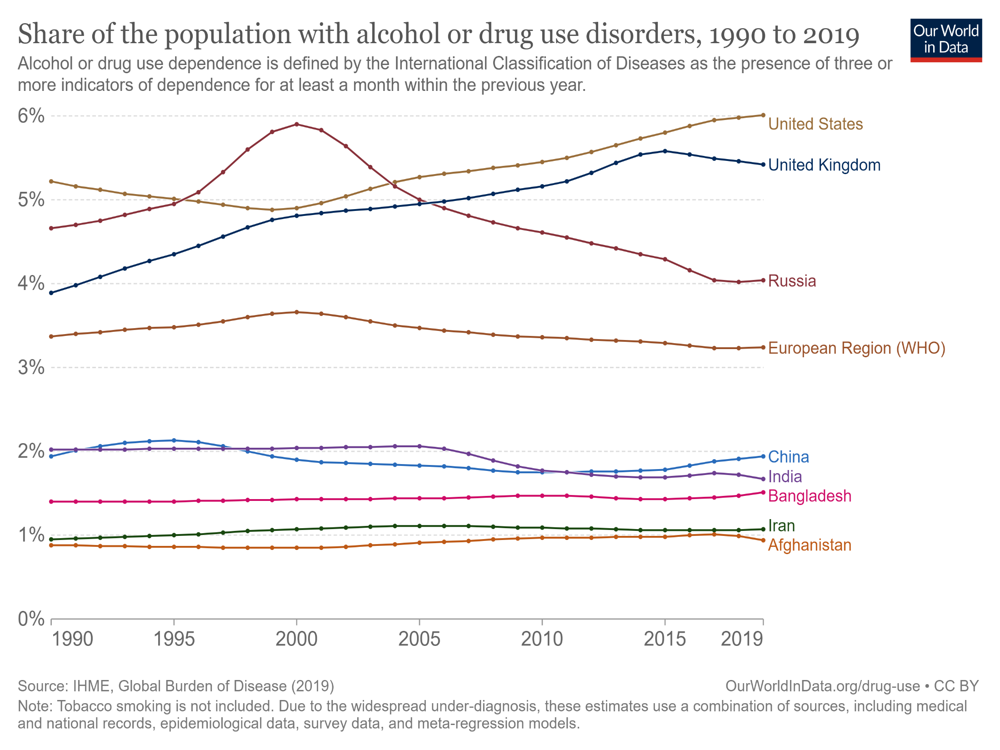 Share of the population with alcohol or drug use disorders, 1990 to 2019
Our World
in Data
Alcohol or drug use dependence is defined by the International Classification of Diseases as the presence of three or
more indicators of dependence for at least a month within the previous year.
6%
United States
United Kingdom
5%
4%
Russia
European Region (WHO)
3%
2%
China
India
Bangladesh
Iran
1%
Afghanistan
0%
1990 1995 2000 2005 2010 2015 2019
Source: IHME, Global Burden of Disease (2019)
OurWorldInData.org/drug-use • CC BY
Note: Tobacco smoking is not included. Due to the widespread under-diagnosis, these estimates use a combination of sources, including medical
and national records, epidemiological data, survey data, and meta-regression models.